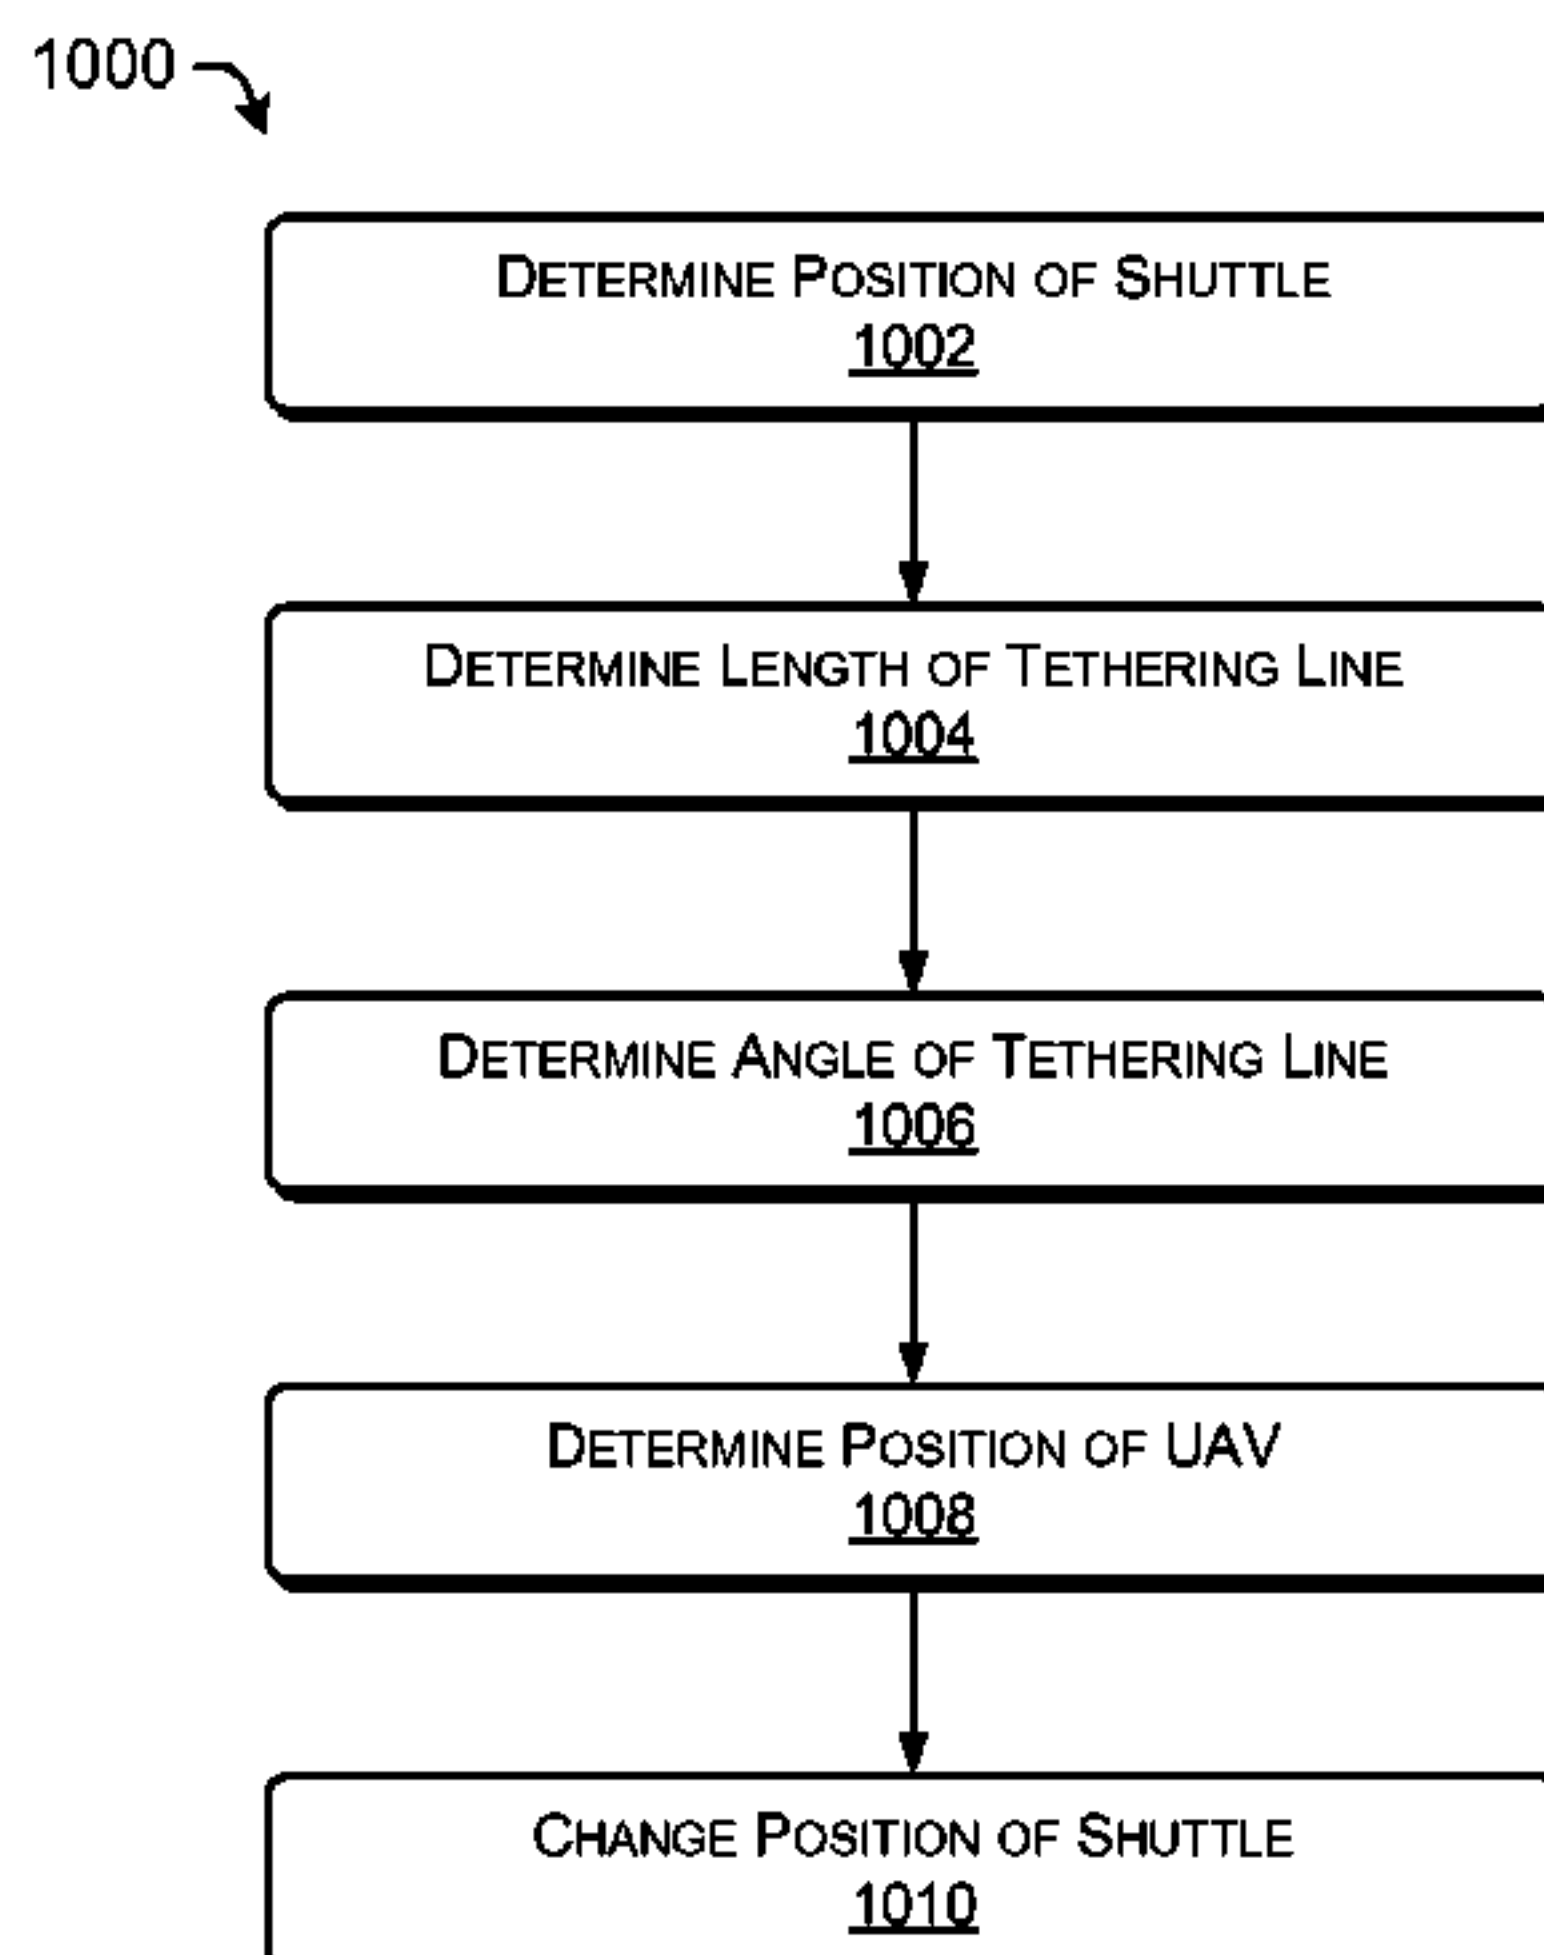 1000
DETERMINE POSITION OF SHUTTLE
1002
DETERMINE LENGTH OF TETHERING LINE
1004
DETERMINE ANGLE OF TETHERING LINE
1006
DETERMINE POSITION OF UAV
1008
CHANGE POSITION OF SHUTTLE
1010